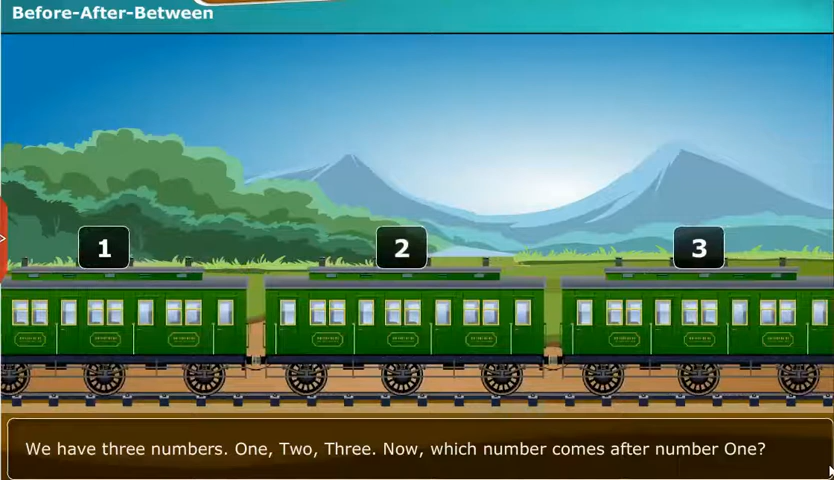 Before-After-Between
1 2 3
We have three numbers. One, Two, Three. Now, which number comes after number One?